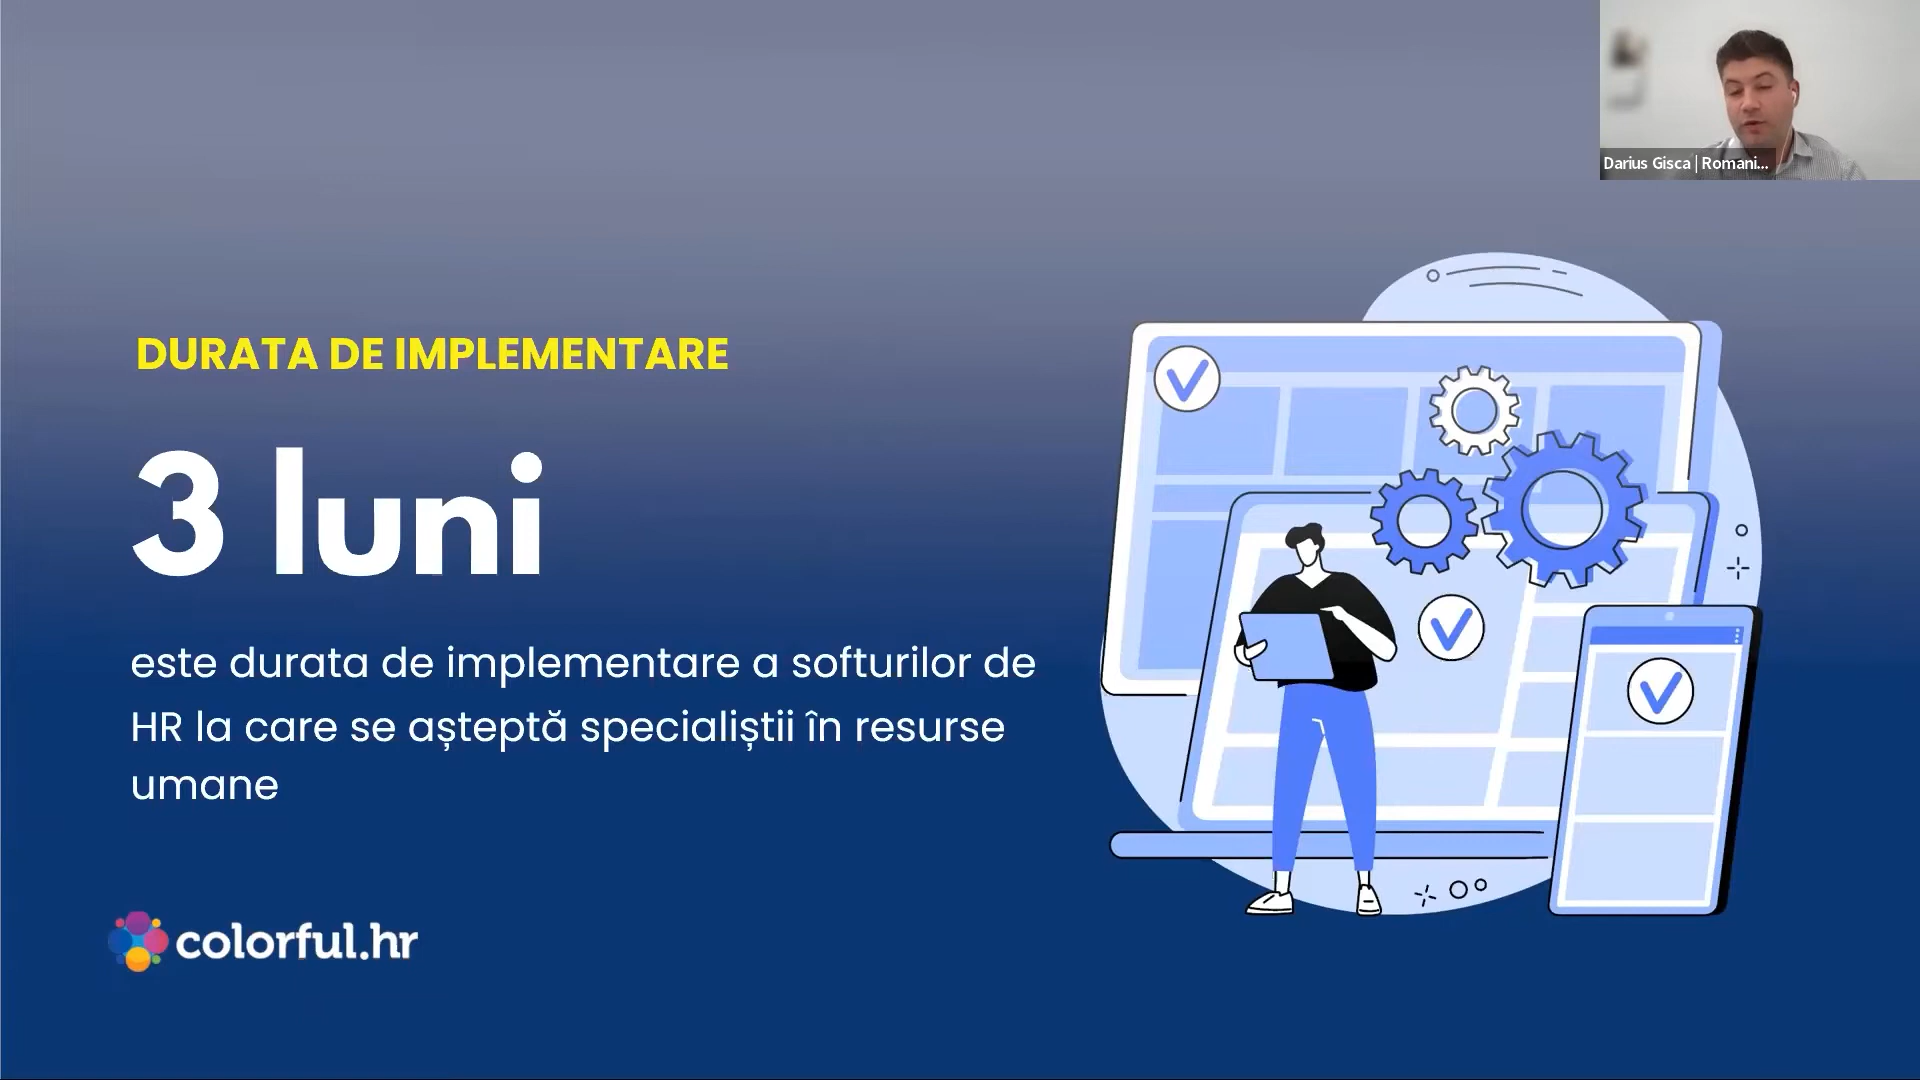 Darius Gisca | Romani...
DURATA DE IMPLEMENTARE
3 luni
este durata de implementare a softurilor de
HR la care se așteptă specialiștii în resurse
umane
colorful.hr